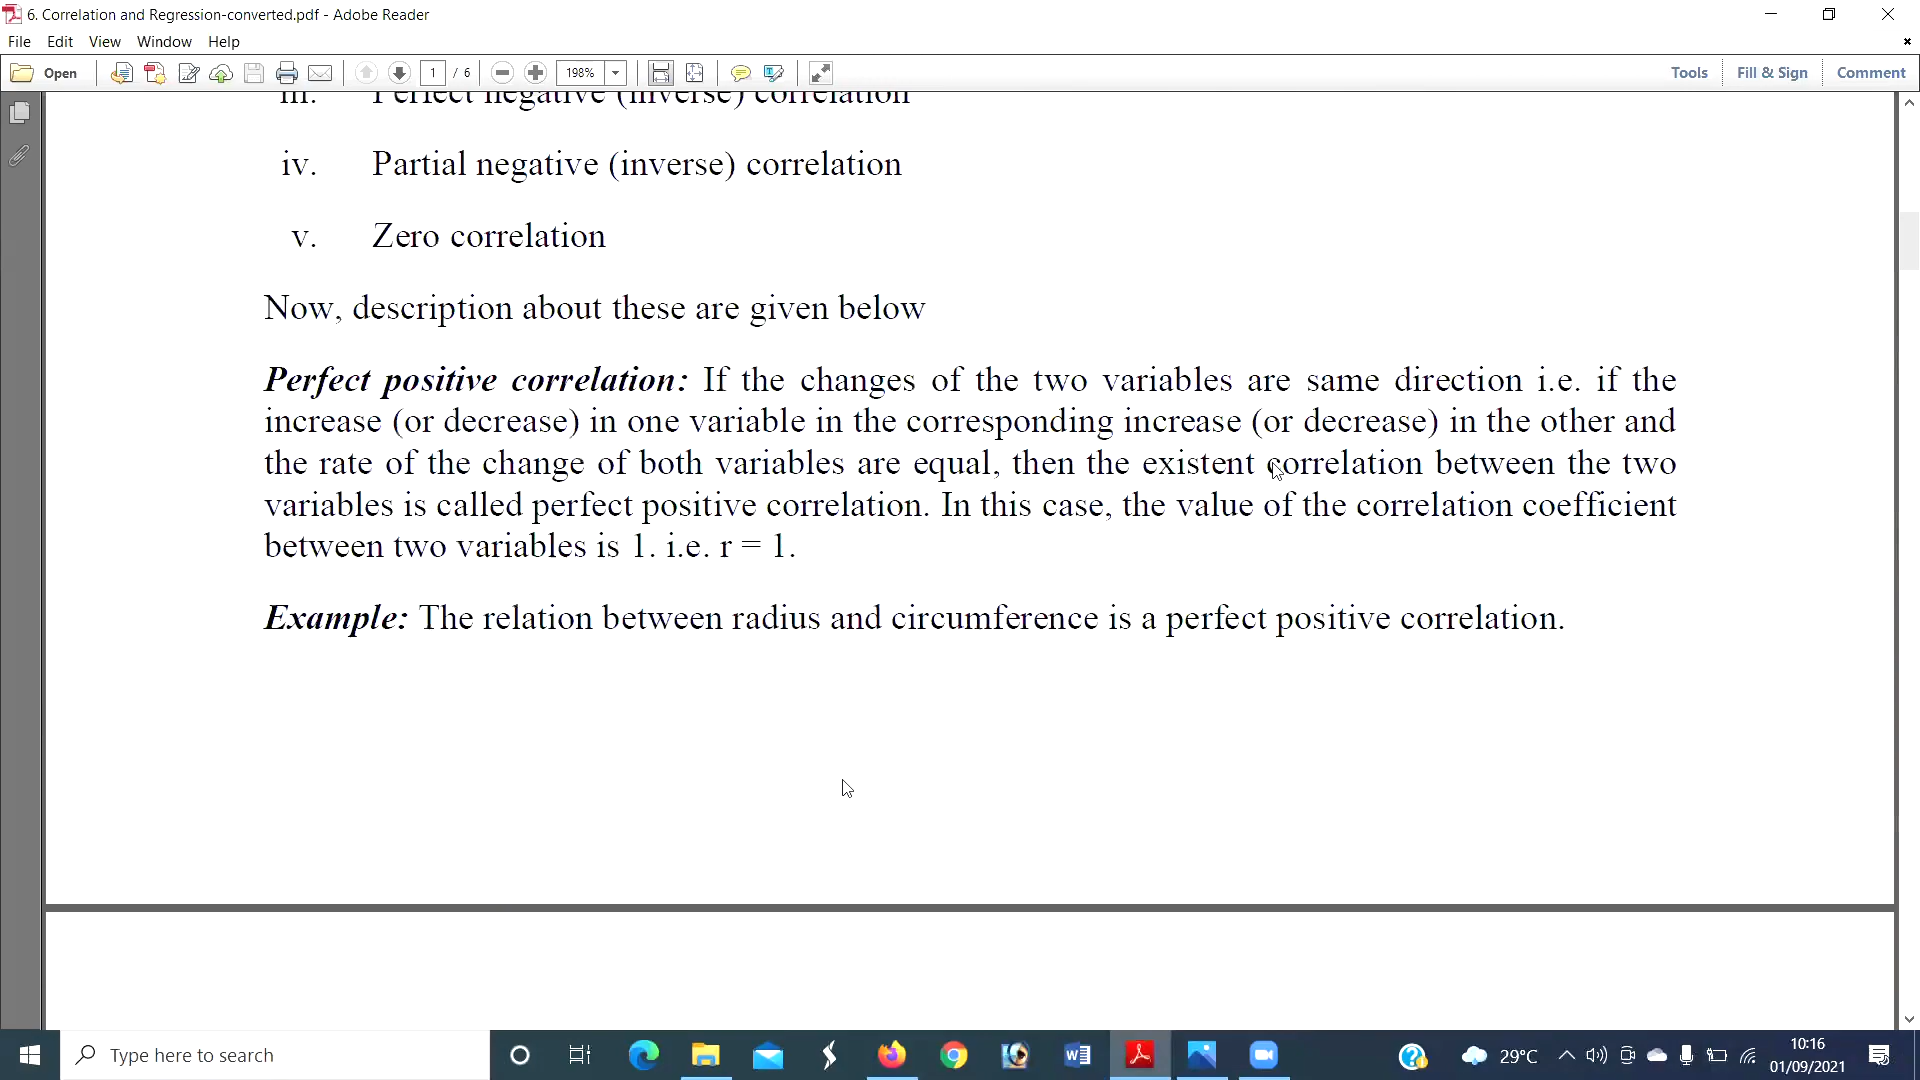 6. Correlation and Regression-converted.pdf - Adobe Reader
File Edit View Window Help
Open 1 / 6 198% Tools Fill & Sign Comment
iii. Perfect negative (inverse) correlation
iv. Partial negative (inverse) correlation
v. Zero correlation
Now, description about these are given below
Perfect positive correlation: If the changes of the two variables are same direction i.e. if the
increase (or decrease) in one variable in the corresponding increase (or decrease) in the other and
the rate of the change of both variables are equal, then the existent correlation between the two
variables is called perfect positive correlation. In this case, the value of the correlation coefficient
between two variables is 1. i.e. r = 1.
Example: The relation between radius and circumference is a perfect positive correlation.
Type here to search
29°C
10:16
01/09/2021